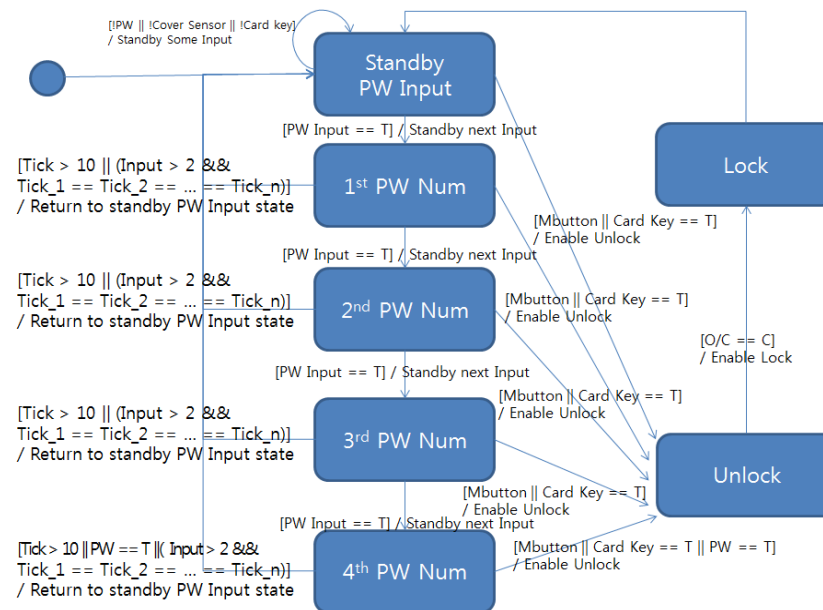 [!PW || !Cover Sensor || !Card key]
/ Standby Some Input
Standby
PW Input
[PW Input == T] / Standby next Input
Lock
[Tick > 10 || (Input > 2 &&
Tick_1 == Tick_2 == ... == Tick_n)]
/ Return to standby PW Input state
1st PW Num
[Mbutton || Card Key == T]
/ Enable Unlock
[PW Input == T] / Standby next Input
[Tick > 10 || (Input > 2 &&
Tick_1 == Tick_2 == ... == Tick_n)]
/ Return to standby PW Input state
2nd PW Num
[Mbutton || Card Key == T]
/ Enable Unlock
[O/C == C]
/ Enable Lock
[PW Input == T] / Standby next Input
[Mbutton || Card Key == T]
/ Enable Unlock
[Tick > 10 || (Input > 2 &&
Tick_1 == Tick_2 == ... == Tick_n)]
/ Return to standby PW Input state
3rd PW Num
Unlock
[Mbutton || Card Key == T]
/ Enable Unlock
[PW Input == T] / Standby next Input
[Tick > 10 || PW == T || ( Input > 2 &&
Tick_1 == Tick_2 == ... == Tick_n)]
/ Return to standby PW Input state
4th PW Num
[Mbutton || Card Key == T || PW == T]
/ Enable Unlock